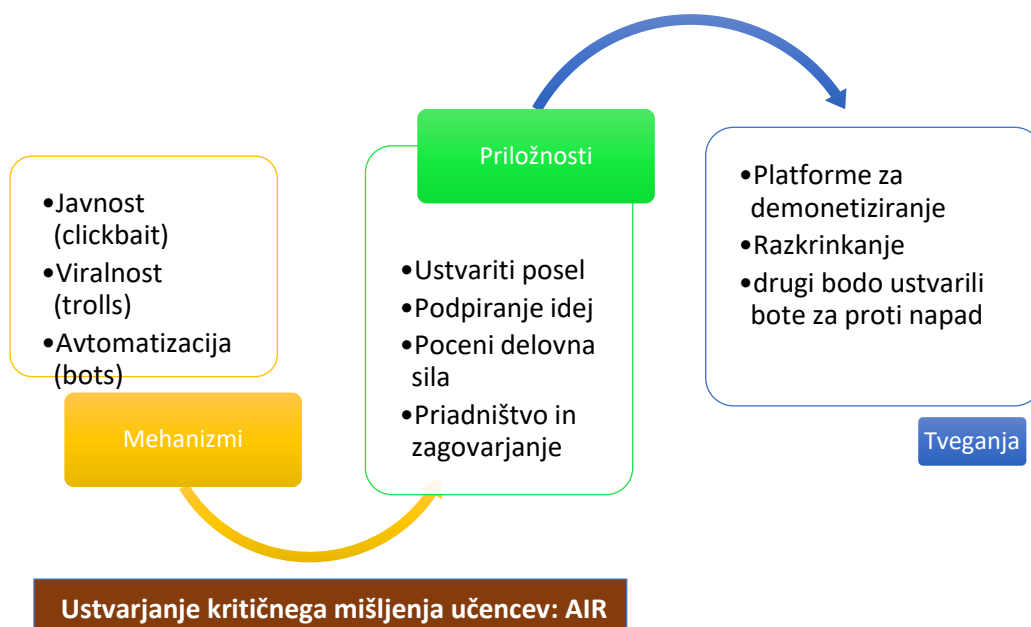 •Javnost
(clickbait)
•Viralnost
(trolls)
•Avtomatizacija
(bots)
Mehanizmi
Priložnosti
•Ustvariti posel
•Podpiranje idej
•Poceni delovna
sila
•Priadništvo in
zagovarjanje
•Platforme za
demonetiziranje
•Razkrinkanje
•drugi bodo ustvarili
bote za proti napad
Tveganja
Ustvarjanje kritičnega mišljenja učencev: AIR